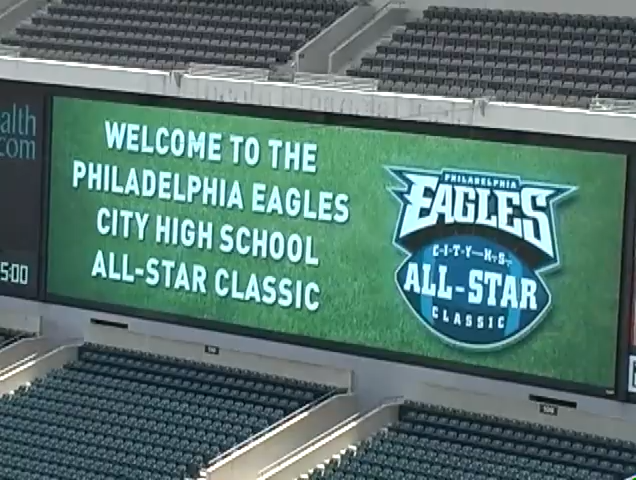 WELCOME TO THE
PHILADELPHIA EAGLES
CITY HIGH SCHOOL
ALL-STAR CLASSIC
PHILADELPHIA
EAGLES
C·I·T·Y—H.S.
ALL-STAR
CLASSIC
alth
com
5:00